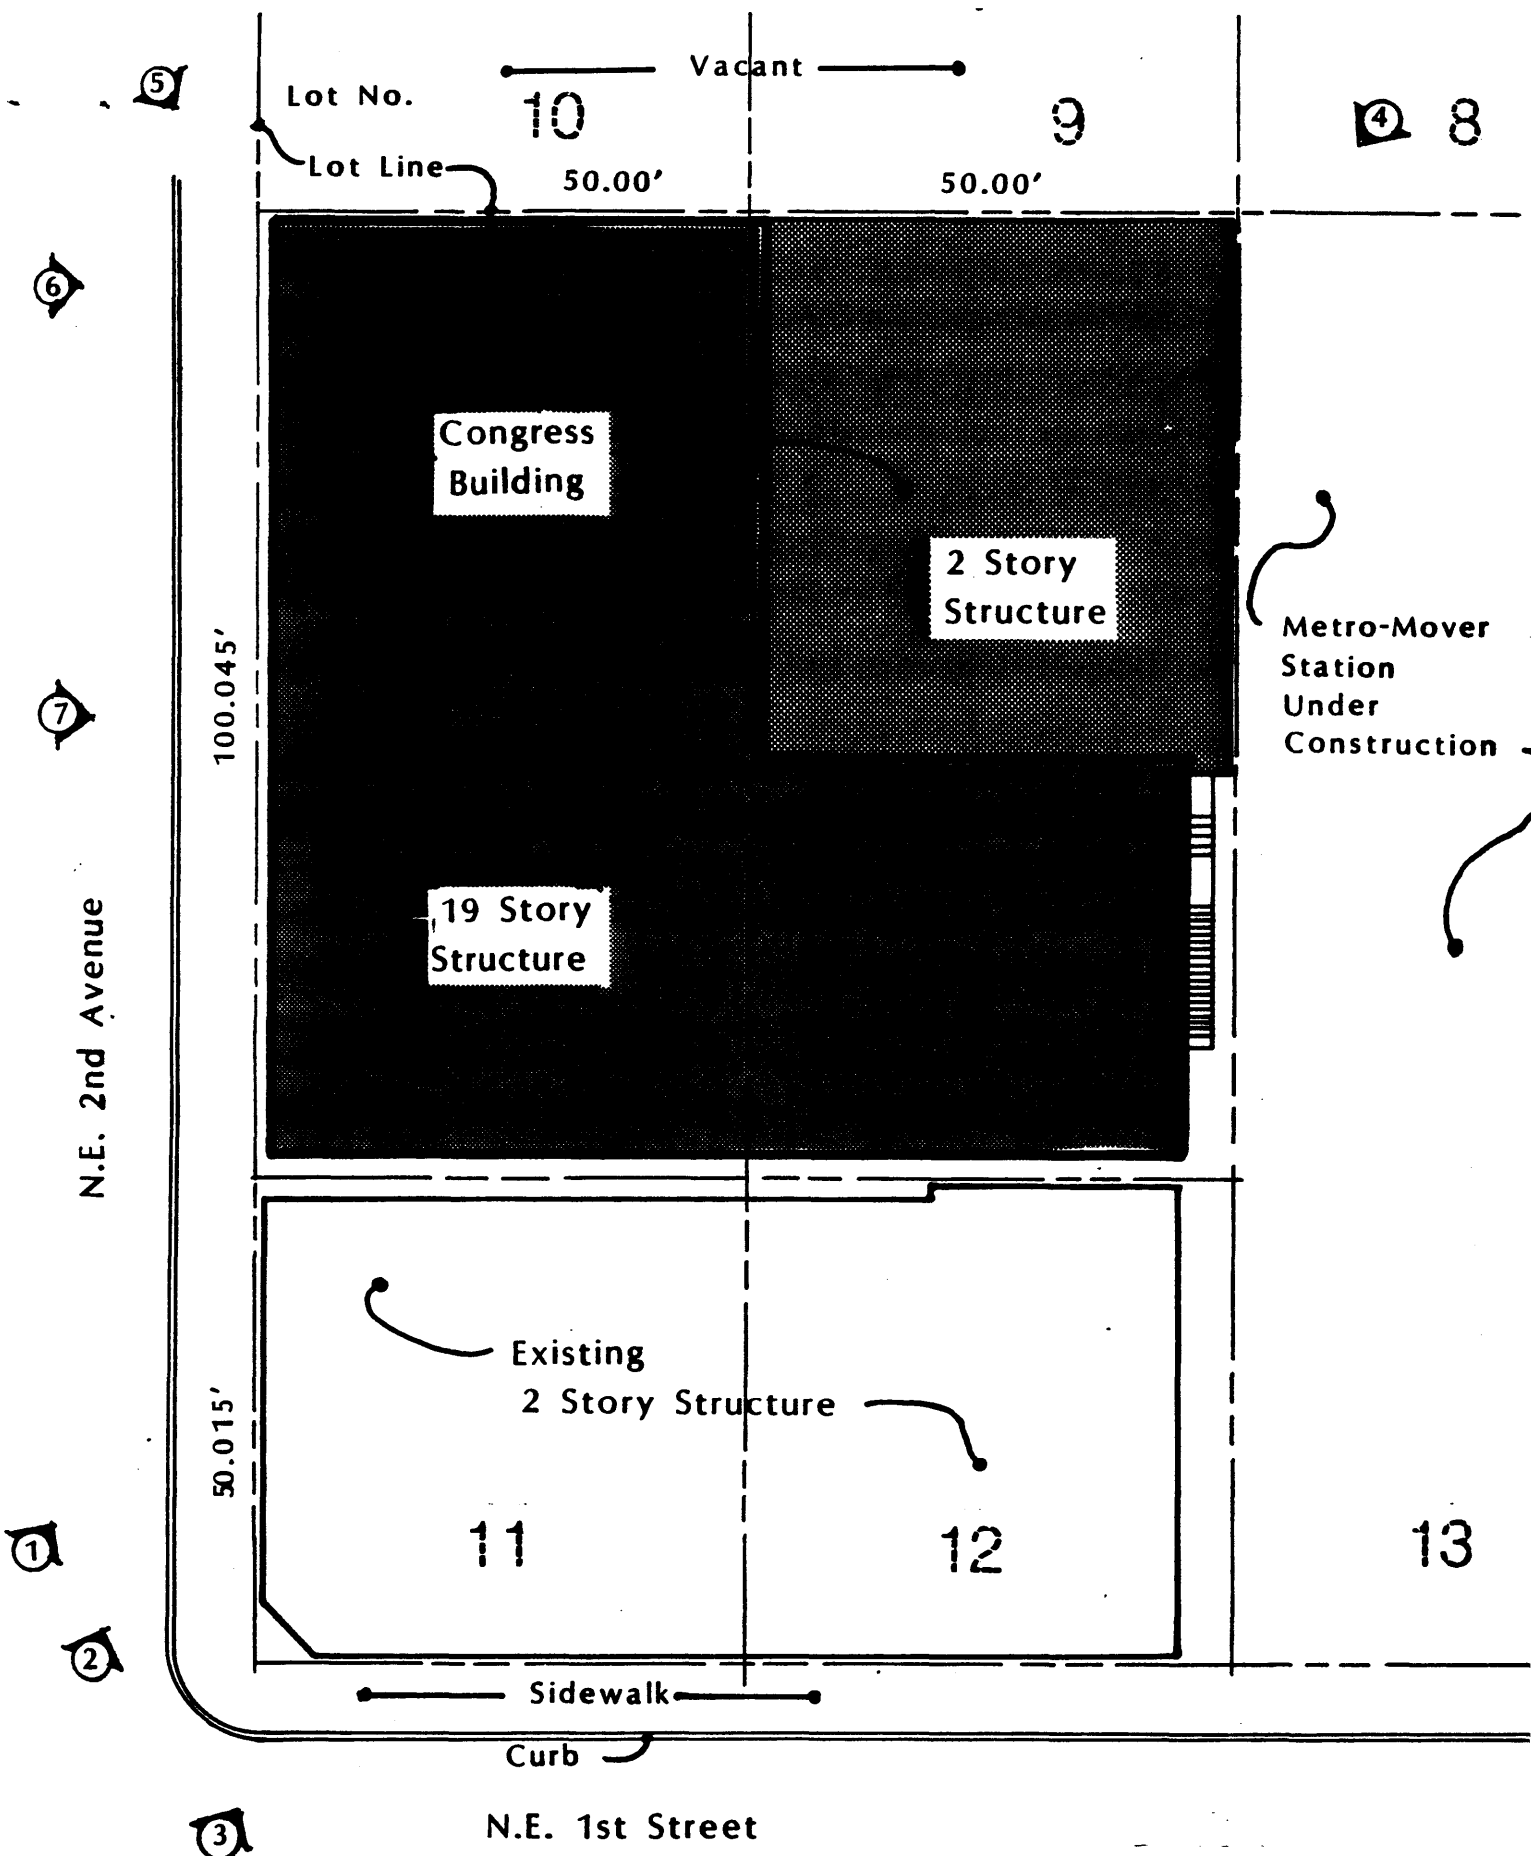 Vacant
5
Lot No.
10
9
4
8
Lot Line
50.00'
50.00'
6
Congress
Building
2 Story
Structure
100.045'
Metro-Mover
Station
Under
Construction
7
19 Story
Structure
N.E. 2nd Avenue
Existing
2 Story Structure
50.015'
11
12
13
1
2
Sidewalk
Curb
3
N.E. 1st Street